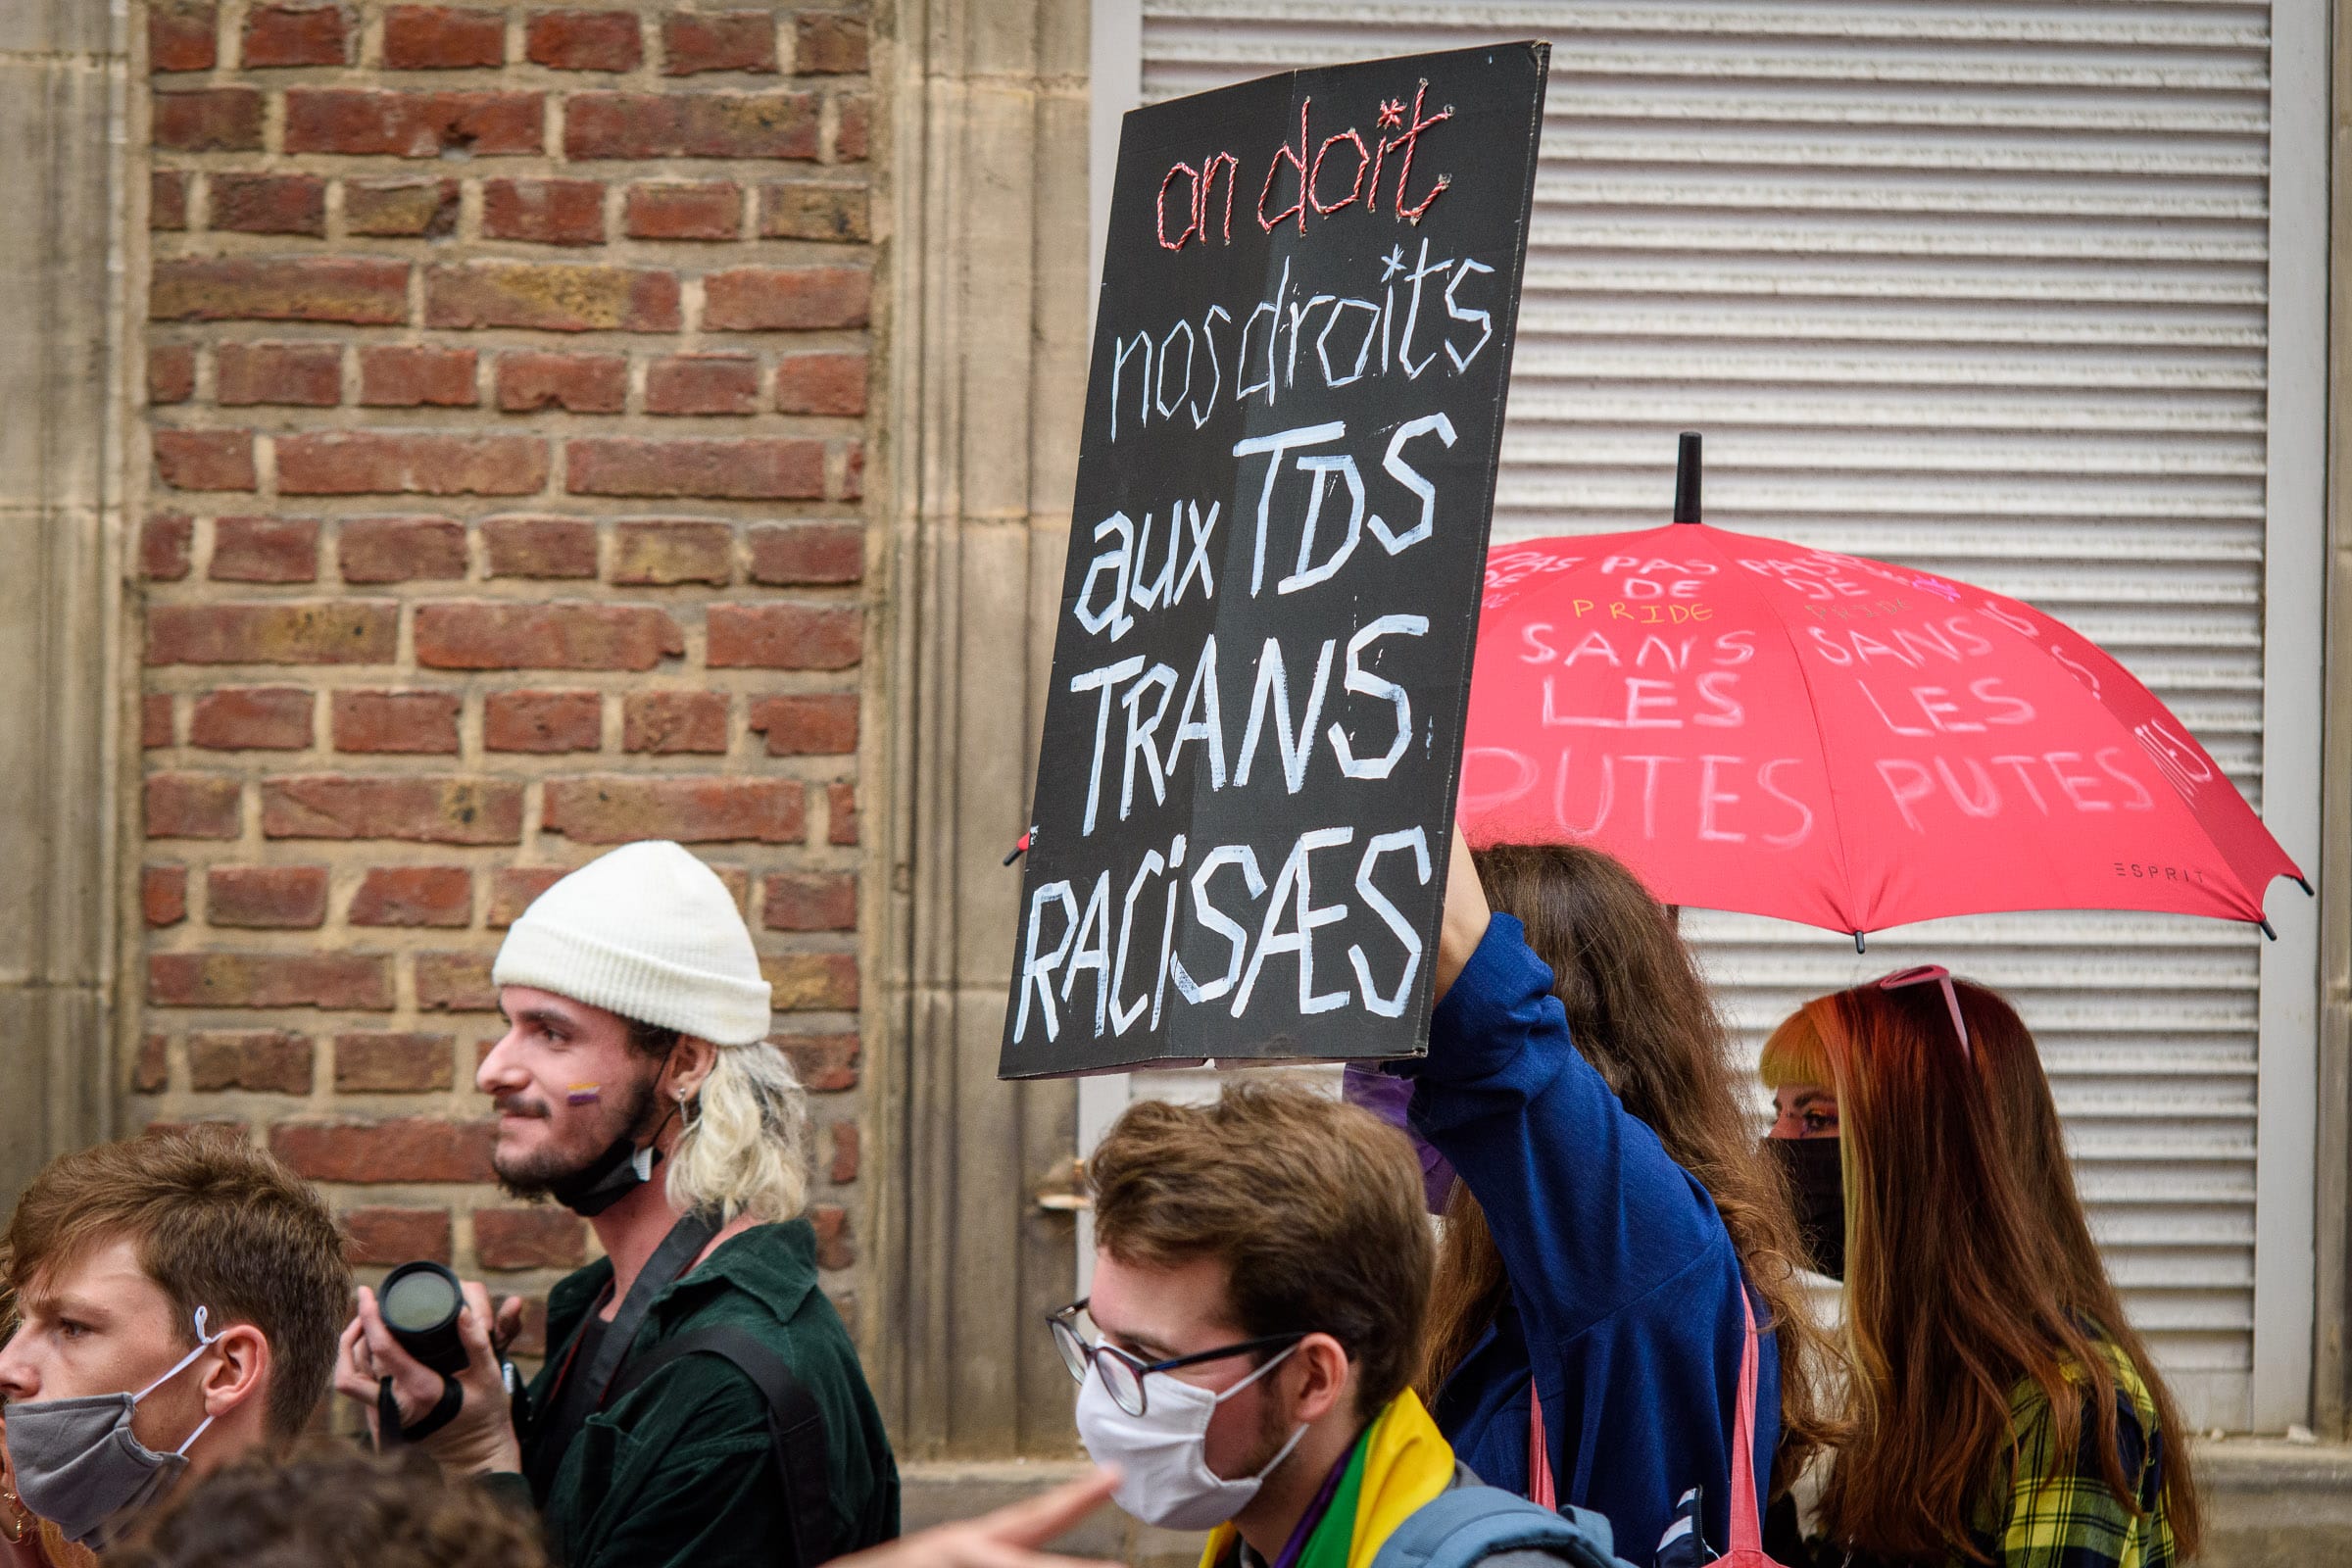 on doit
nos droits
aux TDS
TRANS
RACiSÆS
PAS
DE
PRIDE
SANS
LES
PUTES
PAS
DE
PRIDE
SANS
LES
PUTES
ESPRIT